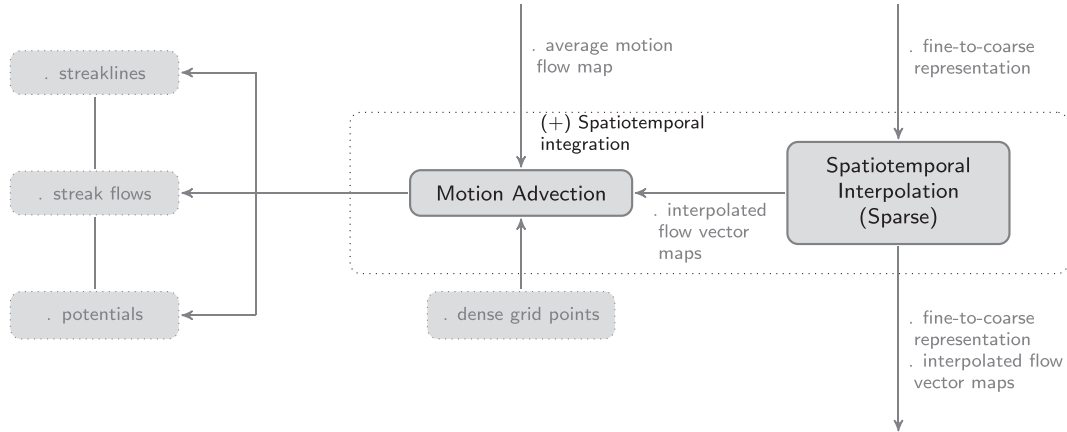 . average motion
flow map
. fine-to-coarse
representation
. streaklines
(+) Spatiotemporal
integration
Spatiotemporal
Interpolation
(Sparse)
. streak flows
Motion Advection
. interpolated
flow vector
maps
. potentials
. dense grid points
. fine-to-coarse
representation
. interpolated flow
vector maps